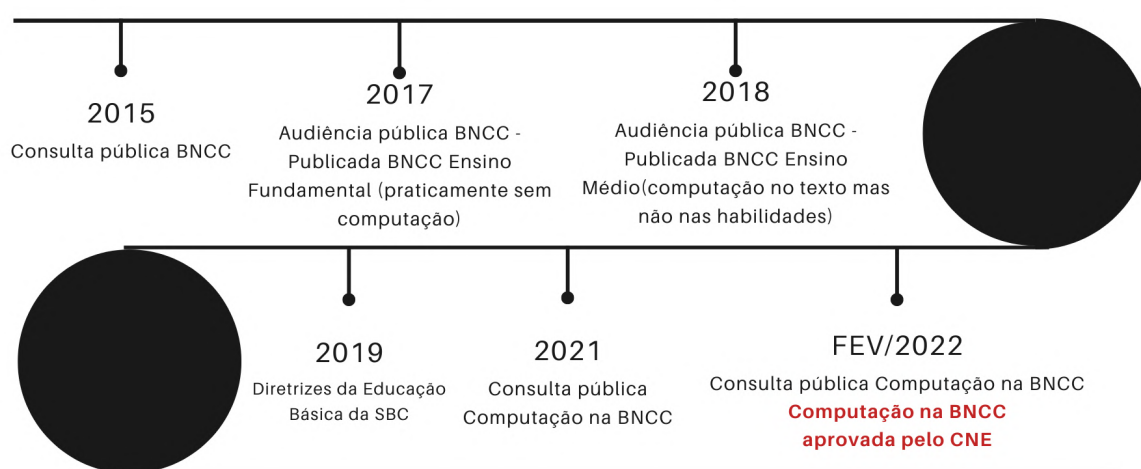 2015
Consulta pública BNCC
2017
Audiência pública BNCC -
Publicada BNCC Ensino
Fundamental (praticamente sem
computação)
2018
Audiência pública BNCC -
Publicada BNCC Ensino
Médio(computação no texto mas
não nas habilidades)
2019
Diretrizes da Educação
Básica da SBC
2021
Consulta pública
Computação na BNCC
FEV/2022
Consulta pública Computação na BNCC
Computação na BNCC
aprovada pelo CNE